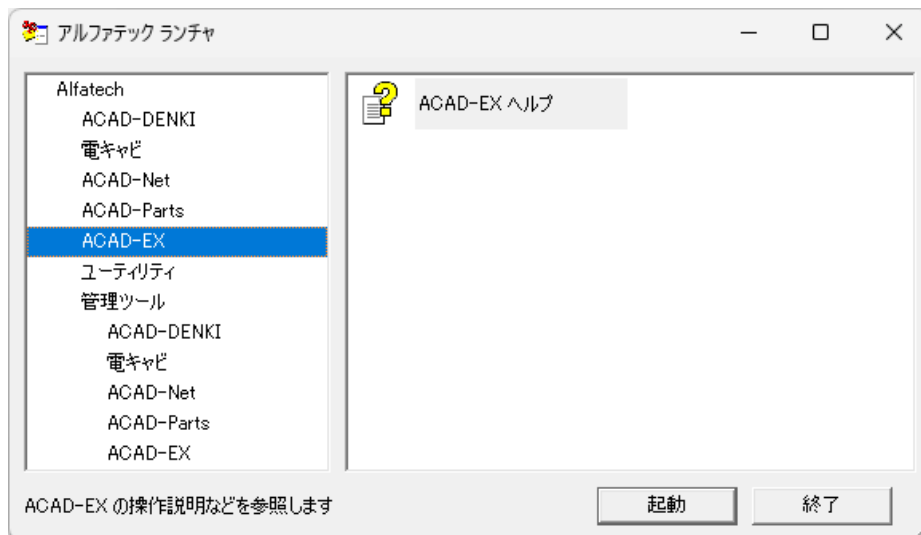 アルファテック ランチャ
Alfatech
ACAD-DENKI
電キャビ
ACAD-Net
ACAD-Parts
ACAD-EX
ユーティリティ
管理ツール
ACAD-DENKI
電キャビ
ACAD-Net
ACAD-Parts
ACAD-EX
ACAD-EX ヘルプ
ACAD-EX の操作説明などを参照します
起動
終了